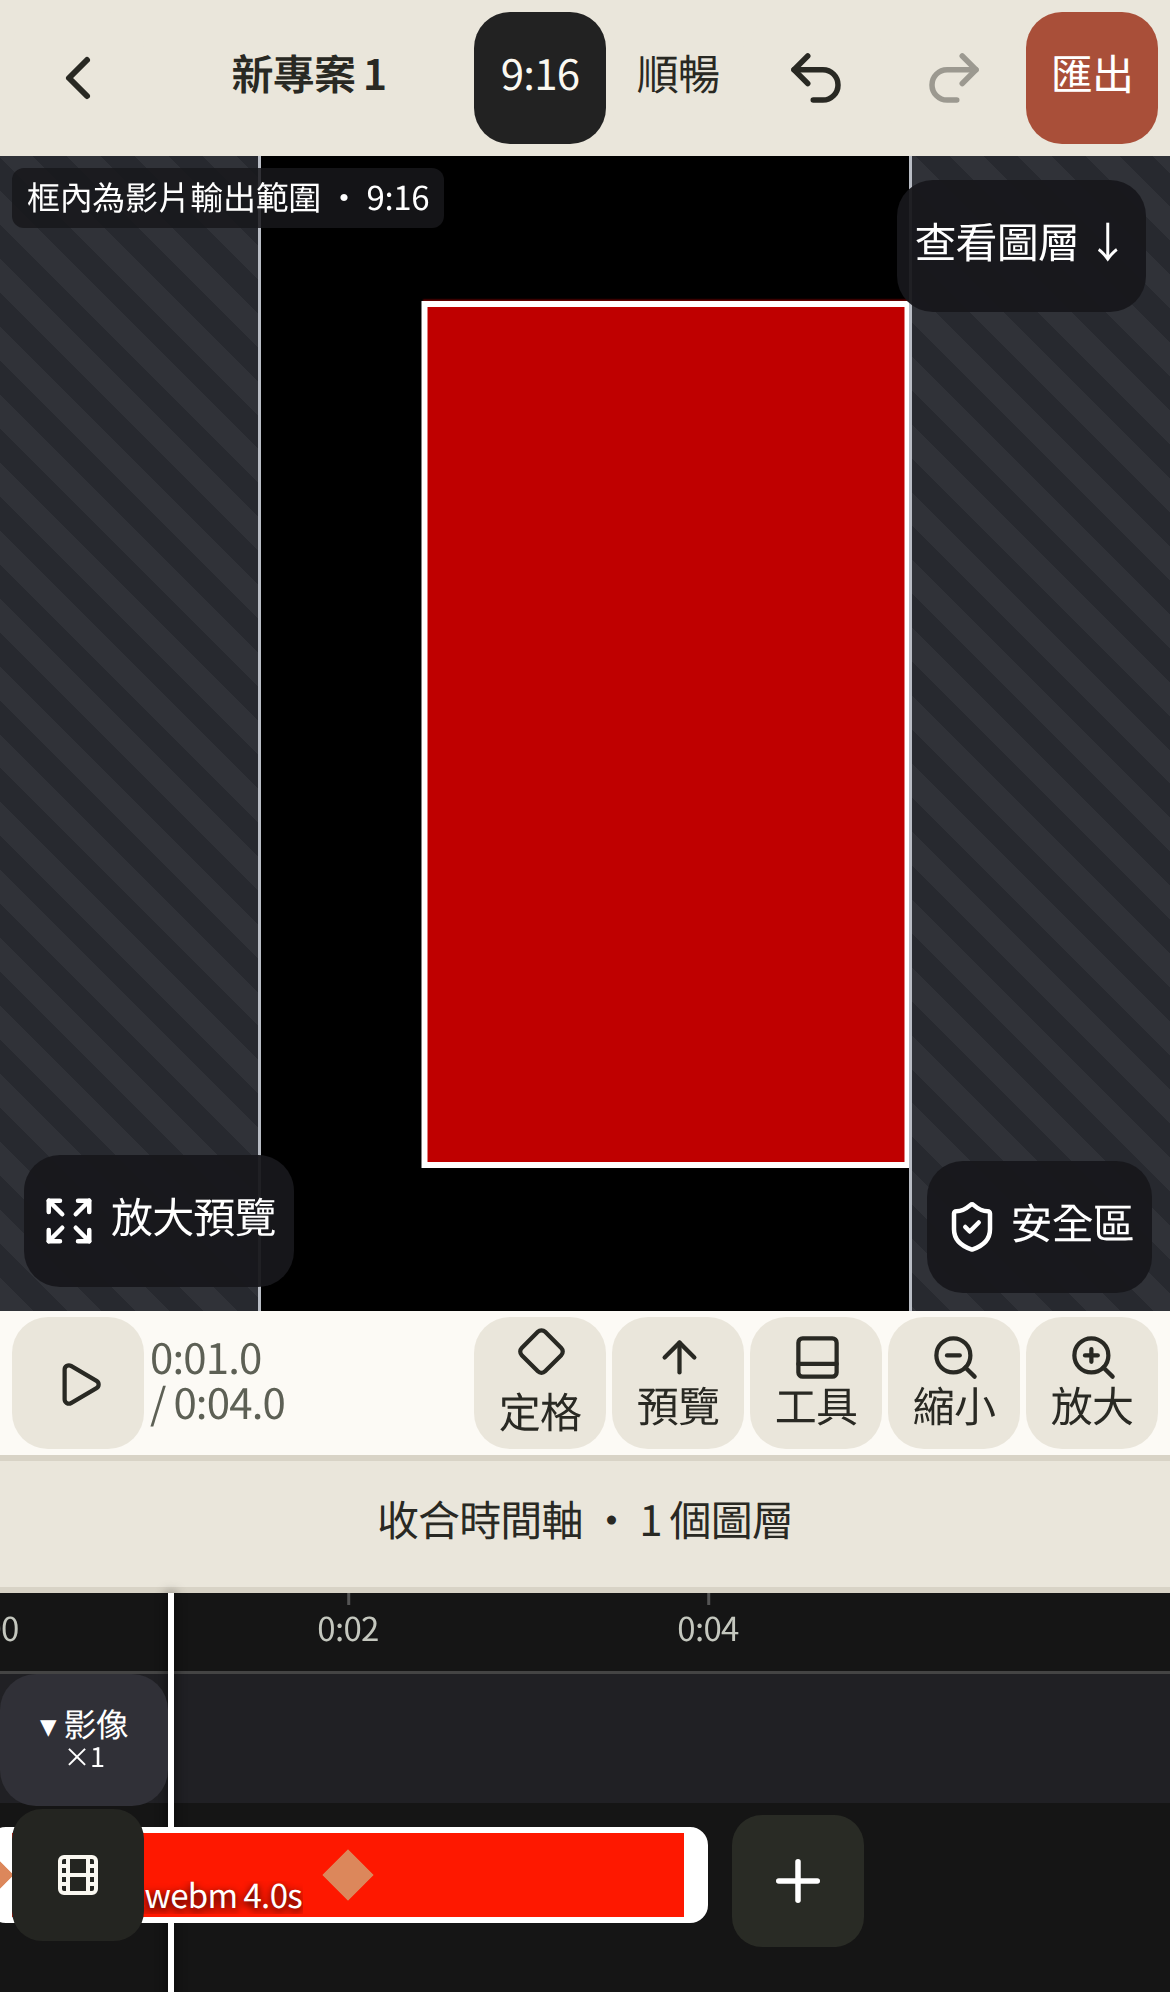 新專案 1
9:16
順暢
匯出
框內為影片輸出範圍 · 9:16
查看圖層 ↓
放大預覽
安全區
0:01.0
/ 0:04.0
定格
預覽
工具
縮小
放大
收合時間軸 · 1 個圖層
0
0:02
0:04
▾ 影像
×1
webm 4.0s